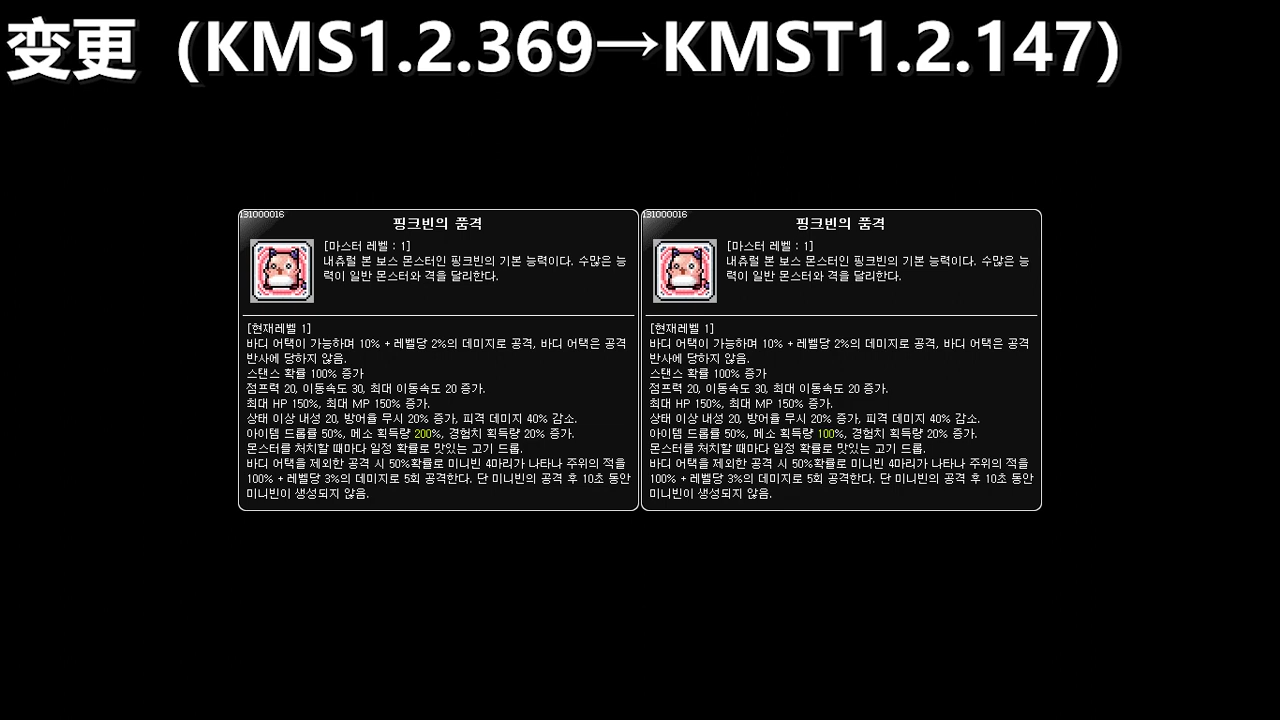 变更（KMS1.2.369→KMST1.2.147）
131000016
핑크빈의 품격
[마스터 레벨 : 1]
내츄럴 본 보스 몬스터인 핑크빈의 기본 능력이다. 수많은 능
력이 일반 몬스터와 격을 달리한다.
[현재레벨 1]
바디 어택이 가능하며 10% + 레벨당 2%의 데미지로 공격, 바디 어택은 공격
반사에 당하지 않음.
스탠스 확률 100% 증가
점프력 20, 이동속도 30, 최대 이동속도 20 증가.
최대 HP 150%, 최대 MP 150% 증가.
상태 이상 내성 20, 방어율 무시 20% 증가, 피격 데미지 40% 감소.
아이템 드롭률 50%, 메소 획득량 200%, 경험치 획득량 20% 증가.
몬스터를 처치할 때마다 일정 확률로 맛있는 고기 드롭.
바디 어택을 제외한 공격 시 50%확률로 미니빈 4마리가 나타나 주위의 적을
100% + 레벨당 3%의 데미지로 5회 공격한다. 단 미니빈의 공격 후 10초 동안
미니빈이 생성되지 않음.
131000016
핑크빈의 품격
[마스터 레벨 : 1]
내츄럴 본 보스 몬스터인 핑크빈의 기본 능력이다. 수많은 능
력이 일반 몬스터와 격을 달리한다.
[현재레벨 1]
바디 어택이 가능하며 10% + 레벨당 2%의 데미지로 공격, 바디 어택은 공격
반사에 당하지 않음.
스탠스 확률 100% 증가
점프력 20, 이동속도 30, 최대 이동속도 20 증가.
최대 HP 150%, 최대 MP 150% 증가.
상태 이상 내성 20, 방어율 무시 20% 증가, 피격 데미지 40% 감소.
아이템 드롭률 50%, 메소 획득량 100%, 경험치 획득량 20% 증가.
몬스터를 처치할 때마다 일정 확률로 맛있는 고기 드롭.
바디 어택을 제외한 공격 시 50%확률로 미니빈 4마리가 나타나 주위의 적을
100% + 레벨당 3%의 데미지로 5회 공격한다. 단 미니빈의 공격 후 10초 동안
미니빈이 생성되지 않음.